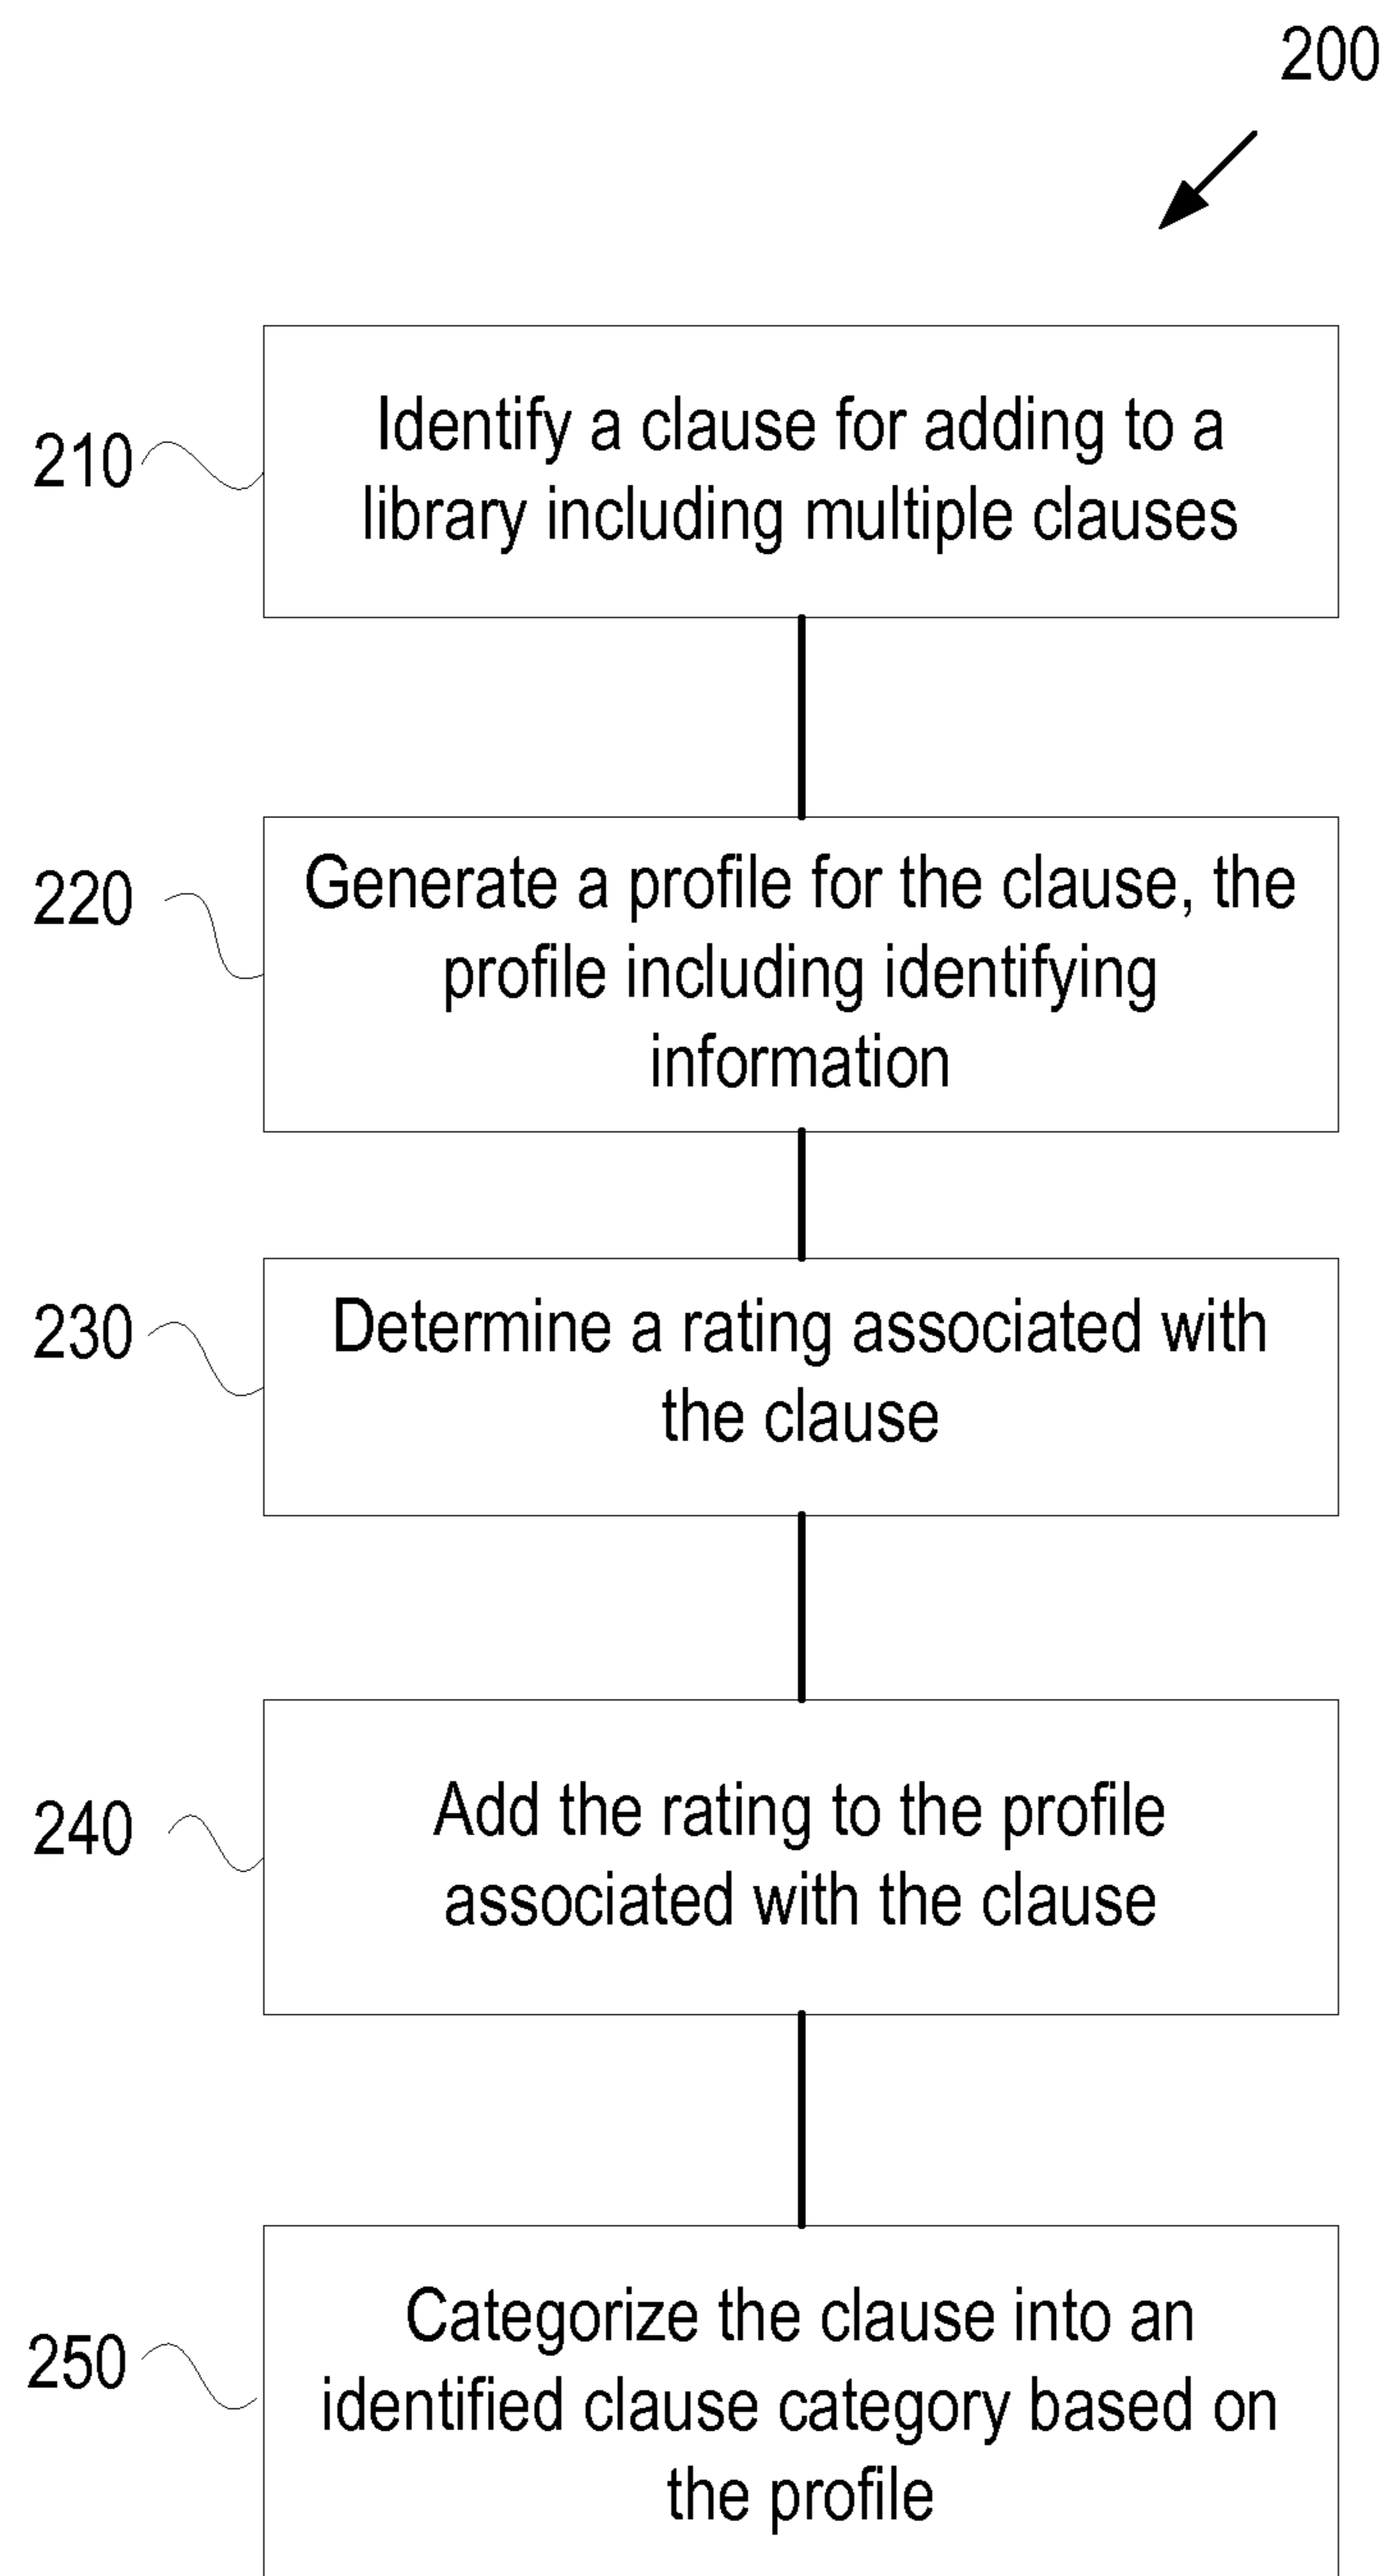 200
210
Identify a clause for adding to a
library including multiple clauses
220
Generate a profile for the clause, the
profile including identifying
information
230
Determine a rating associated with
the clause
240
Add the rating to the profile
associated with the clause
250
Categorize the clause into an
identified clause category based on
the profile